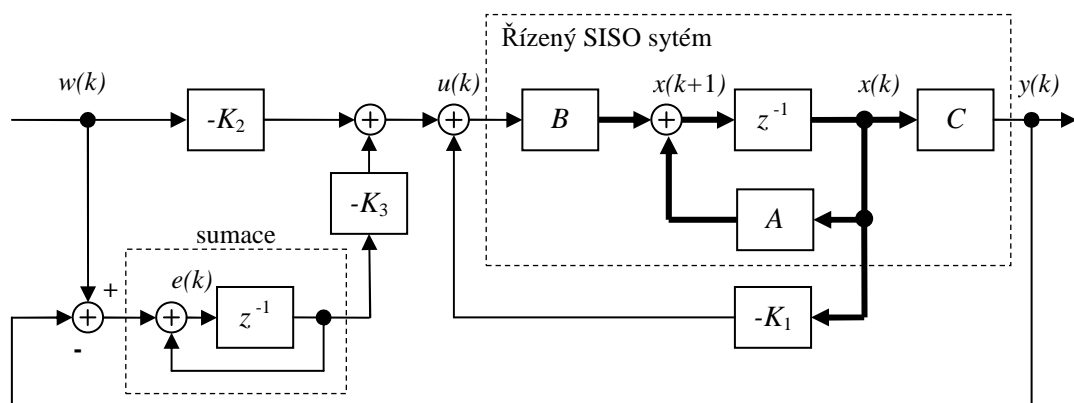 Řízený SISO sytém
w(k)
u(k)
x(k+1)
x(k)
y(k)
-K₂
+
+
B
+
z⁻¹
C
-K₃
A
sumace
e(k)
+
+
-
+
z⁻¹
-K₁